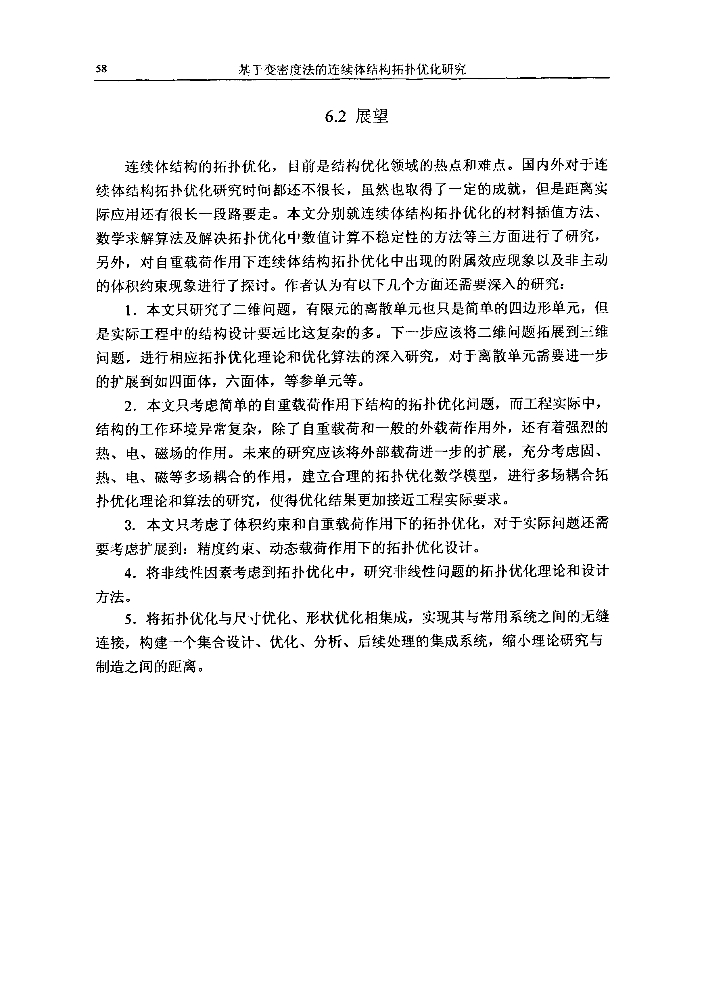 58 基于变密度法的连续体结构拓扑优化研究
6.2 展望
连续体结构的拓扑优化，目前是结构优化领域的热点和难点。国内外对于连
续体结构拓扑优化研究时间都还不很长，虽然也取得了一定的成就，但是距离实
际应用还有很长一段路要走。本文分别就连续体结构拓扑优化的材料插值方法、
数学求解算法及解决拓扑优化中数值计算不稳定性的方法等三方面进行了研究，
另外，对自重载荷作用下连续体结构拓扑优化中出现的附属效应现象以及非主动
的体积约束现象进行了探讨。作者认为有以下几个方面还需要深入的研究：
1．本文只研究了二维问题，有限元的离散单元也只是简单的四边形单元，但
是实际工程中的结构设计要远比这复杂的多。下一步应该将二维问题拓展到三维
问题，进行相应拓扑优化理论和优化算法的深入研究，对于离散单元需要进一步
的扩展到如四面体，六面体，等参单元等。
2．本文只考虑简单的自重载荷作用下结构的拓扑优化问题，而工程实际中，
结构的工作环境异常复杂，除了自重载荷和一般的外载荷作用外，还有着强烈的
热、电、磁场的作用。未来的研究应该将外部载荷进一步的扩展，充分考虑固、
热、电、磁等多场耦合的作用，建立合理的拓扑优化数学模型，进行多场耦合拓
扑优化理论和算法的研究，使得优化结果更加接近工程实际要求。
3．本文只考虑了体积约束和自重载荷作用下的拓扑优化，对于实际问题还需
要考虑扩展到：精度约束、动态载荷作用下的拓扑优化设计。
4．将非线性因素考虑到拓扑优化中，研究非线性问题的拓扑优化理论和设计
方法。
5．将拓扑优化与尺寸优化、形状优化相集成，实现其与常用系统之间的无缝
连接，构建一个集合设计、优化、分析、后续处理的集成系统，缩小理论研究与
制造之间的距离。